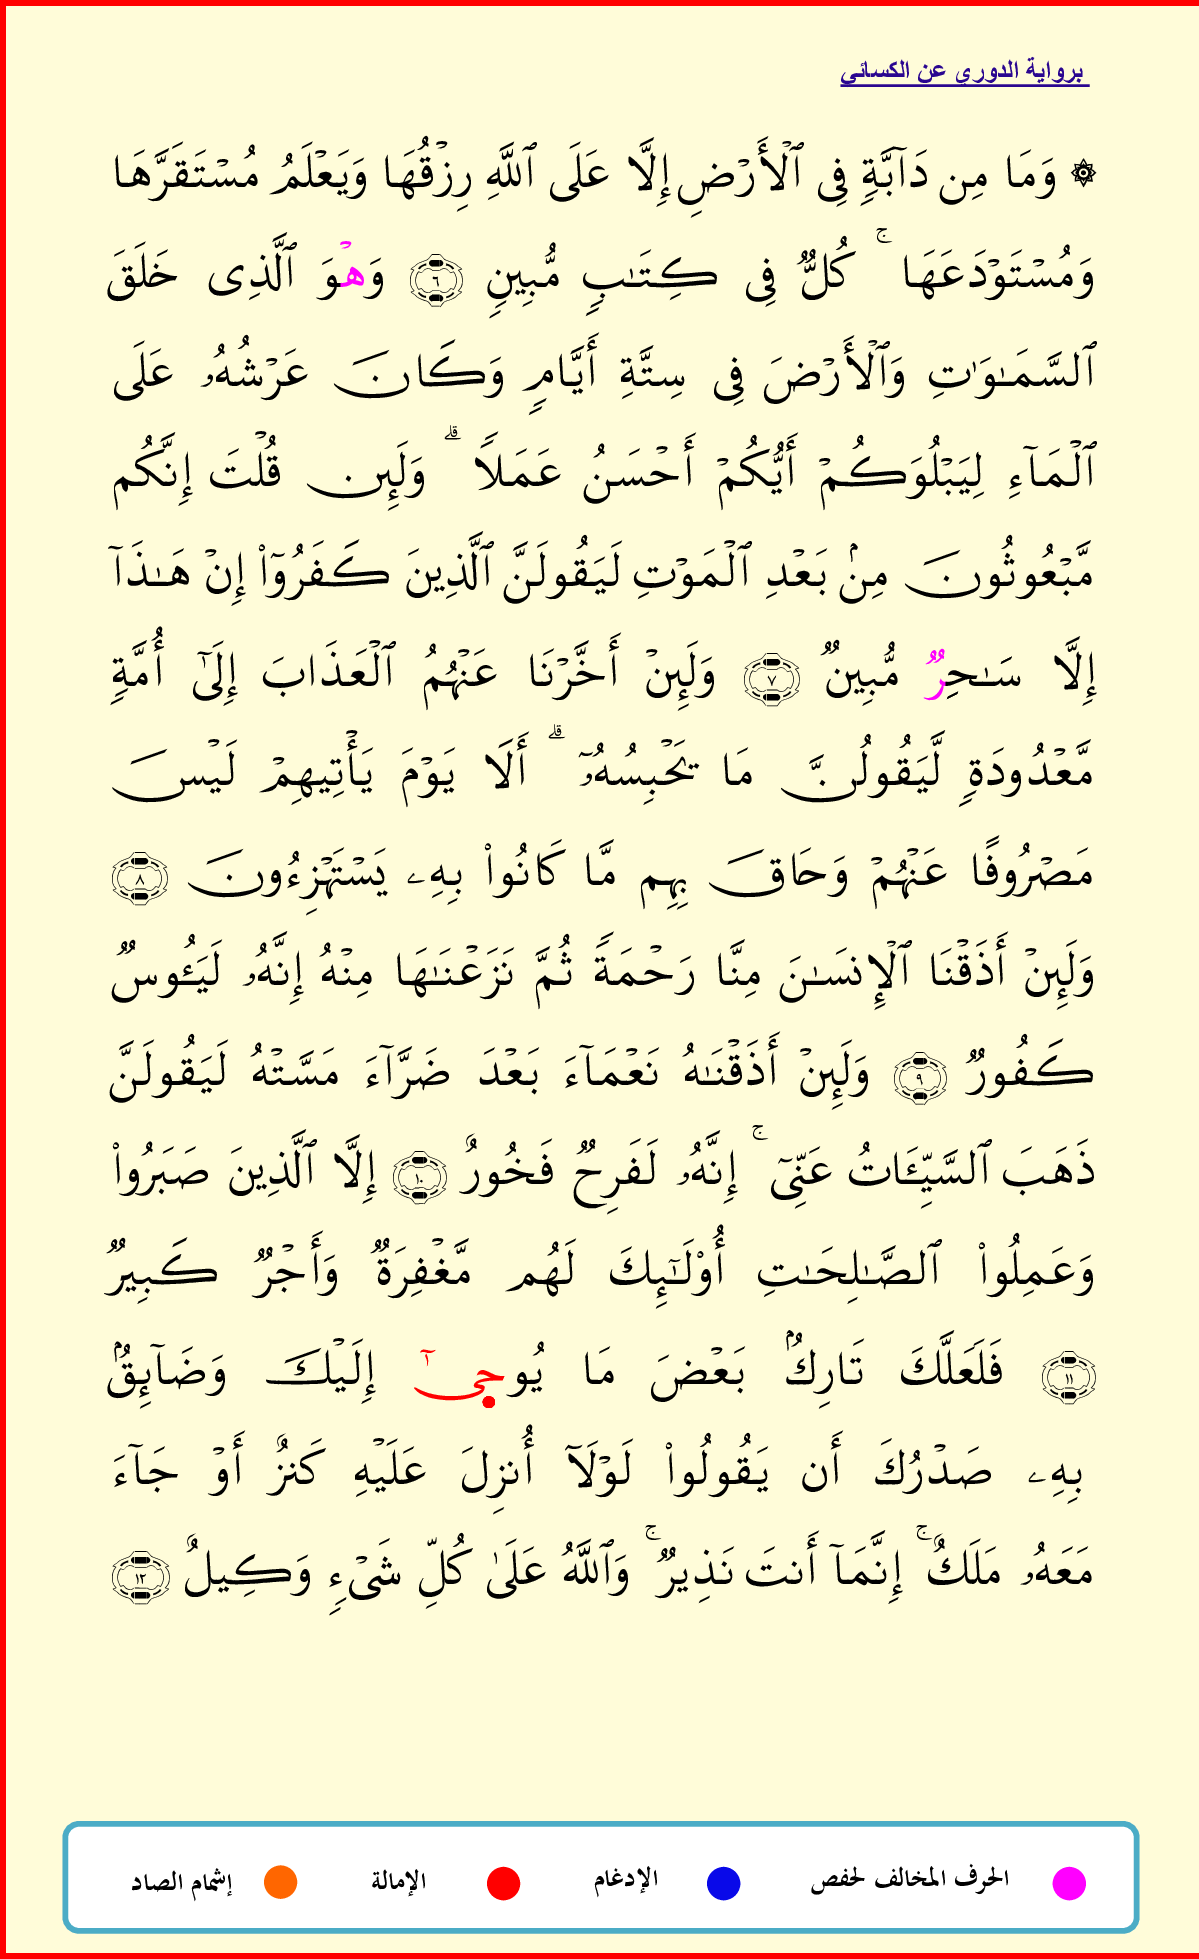 برواية الدوري عن الكسائي
۞ وَمَا مِن دَآبَّةٍ فِى ٱلْأَرْضِ إِلَّا عَلَى ٱللَّهِ رِزْقُهَا وَيَعْلَمُ مُسْتَقَرَّهَا
وَمُسْتَوْدَعَهَا ۚ كُلٌّ فِى كِتَـٰبٍ مُّبِينٍ ٦ وَهْوَ ٱلَّذِى خَلَقَ
ٱلسَّمَـٰوَٰتِ وَٱلْأَرْضَ فِى سِتَّةِ أَيَّامٍ وَكَانَ عَرْشُهُۥ عَلَى
ٱلْمَآءِ لِيَبْلُوَكُمْ أَيُّكُمْ أَحْسَنُ عَمَلًا ۗ وَلَئِن قُلْتَ إِنَّكُم
مَّبْعُوثُونَ مِنۢ بَعْدِ ٱلْمَوْتِ لَيَقُولَنَّ ٱلَّذِينَ كَفَرُوٓا۟ إِنْ هَـٰذَآ
إِلَّا سَـٰحِرٌ مُّبِينٌ ٧ وَلَئِنْ أَخَّرْنَا عَنْهُمُ ٱلْعَذَابَ إِلَىٰٓ أُمَّةٍ
مَّعْدُودَةٍ لَّيَقُولُنَّ مَا يَحْبِسُهُۥٓ ۗ أَلَا يَوْمَ يَأْتِيهِمْ لَيْسَ
مَصْرُوفًا عَنْهُمْ وَحَاقَ بِهِم مَّا كَانُوا۟ بِهِۦ يَسْتَهْزِءُونَ ٨
وَلَئِنْ أَذَقْنَا ٱلْإِنسَـٰنَ مِنَّا رَحْمَةً ثُمَّ نَزَعْنَـٰهَا مِنْهُ إِنَّهُۥ لَيَـُٔوسٌ
كَفُورٌ ٩ وَلَئِنْ أَذَقْنَـٰهُ نَعْمَآءَ بَعْدَ ضَرَّآءَ مَسَّتْهُ لَيَقُولَنَّ
ذَهَبَ ٱلسَّيِّـَٔاتُ عَنِّىٓ ۚ إِنَّهُۥ لَفَرِحٌ فَخُورٌ ١٠ إِلَّا ٱلَّذِينَ صَبَرُوا۟
وَعَمِلُوا۟ ٱلصَّـٰلِحَـٰتِ أُو۟لَـٰٓئِكَ لَهُم مَّغْفِرَةٌ وَأَجْرٌ كَبِيرٌ
١١ فَلَعَلَّكَ تَارِكٌۢ بَعْضَ مَا يُوحِىٓ إِلَيْكَ وَضَآئِقٌۢ
بِهِۦ صَدْرُكَ أَن يَقُولُوا۟ لَوْلَآ أُنزِلَ عَلَيْهِ كَنزٌ أَوْ جَآءَ
مَعَهُۥ مَلَكٌ ۚ إِنَّمَآ أَنتَ نَذِيرٌ ۚ وَٱللَّهُ عَلَىٰ كُلِّ شَىْءٍ وَكِيلٌ ١٢
الحرف المخالف لحفص الإدغام الإمالة إشمام الصاد